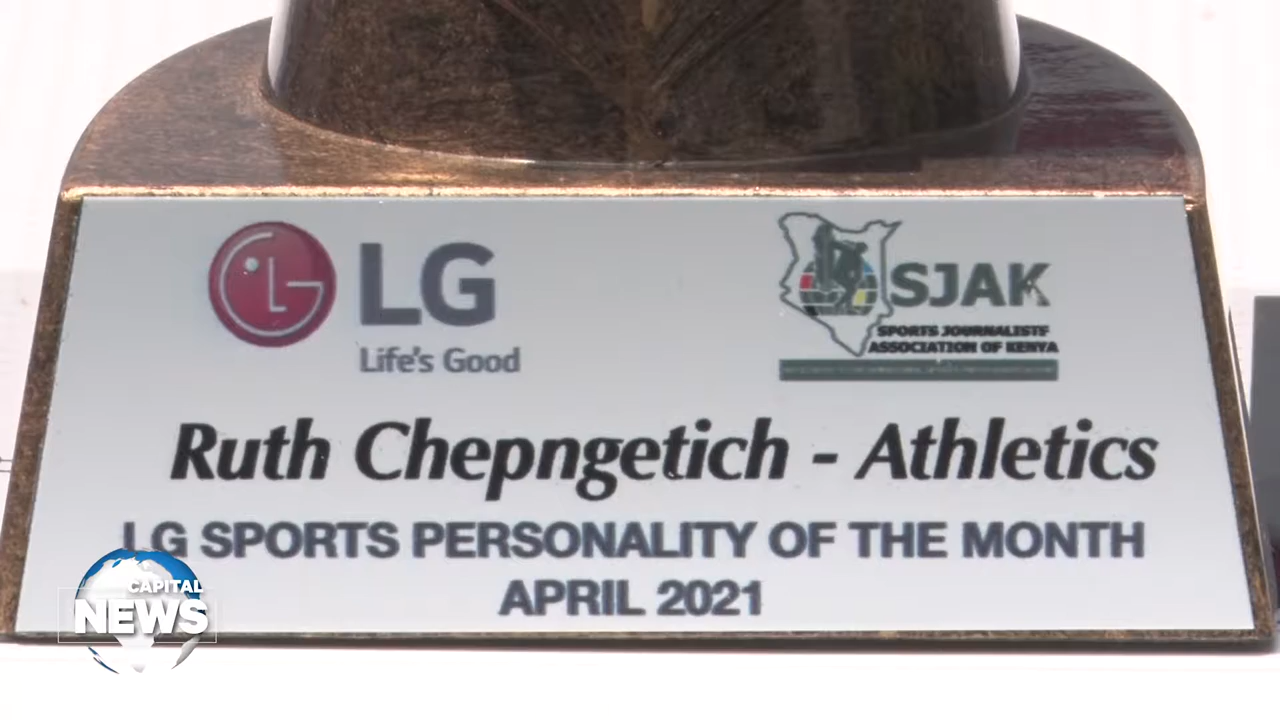 LG
Life's Good
SJAK
SPORTS JOURNALISTS
ASSOCIATION OF KENYA
Ruth Chepngetich - Athletics
LG SPORTS PERSONALITY OF THE MONTH
APRIL 2021
CAPITAL
NEWS